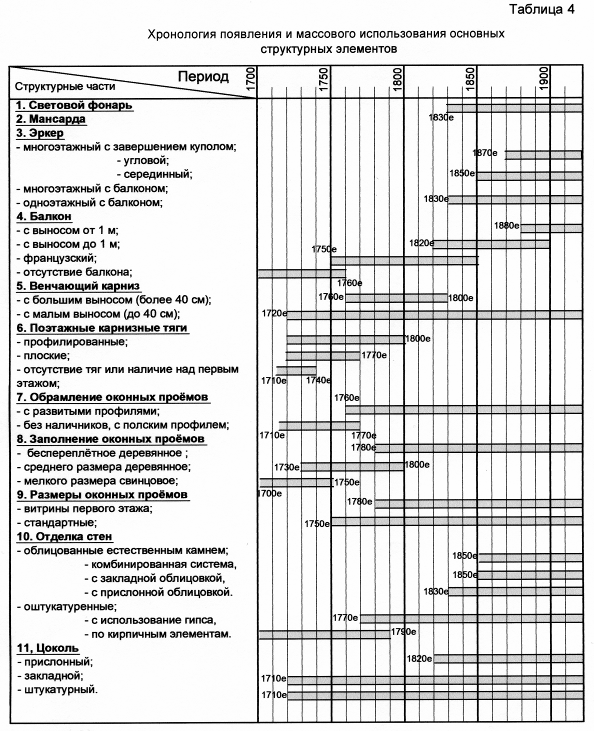 Таблица 4
Хронология появления и массового использования основных
структурных элементов
Период
Структурные части
1700
1750
1800
1850
1900
1. Световой фонарь
1830е
2. Мансарда
3. Эркер
- многоэтажный с завершением куполом;
1870е
- угловой;
- серединный;
1850е
- многоэтажный с балконом;
- одноэтажный с балконом;
1830е
4. Балкон
- с выносом от 1 м;
1880е
- с выносом до 1 м;
1820е
- французский;
1750е
- отсутствие балкона;
1760е
5. Венчающий карниз
- с большим выносом (более 40 см);
1760е
1800е
- с малым выносом (до 40 см);
1720е
6. Поэтажные карнизные тяги
- профилированные;
1800е
- плоские;
1770е
- отсутствие тяг или наличие над первым
этажом;
1710е
1740е
7. Обрамление оконных проёмов
1760е
- с развитыми профилями;
- без наличников, с полским профилем;
1710е
1770е
8. Заполнение оконных проёмов
- беспереплётное деревянное ;
1780е
- среднего размера деревянное;
1730е
1800е
- мелкого размера свинцовое;
1750е
1700е
9. Размеры оконных проёмов
- витрины первого этажа;
1780е
- стандартные;
1750е
10. Отделка стен
- облицованные естественным камнем;
1850е
- комбинированная система,
- с закладной облицовкой,
1850е
- с прислонной облицовкой.
1830е
- оштукатуренные;
- с использование гипса,
1770е
- по кирпичным элементам.
1790е
11, Цоколь
- прислонный;
1820е
- закладной;
1710е
- штукатурный.
1710е